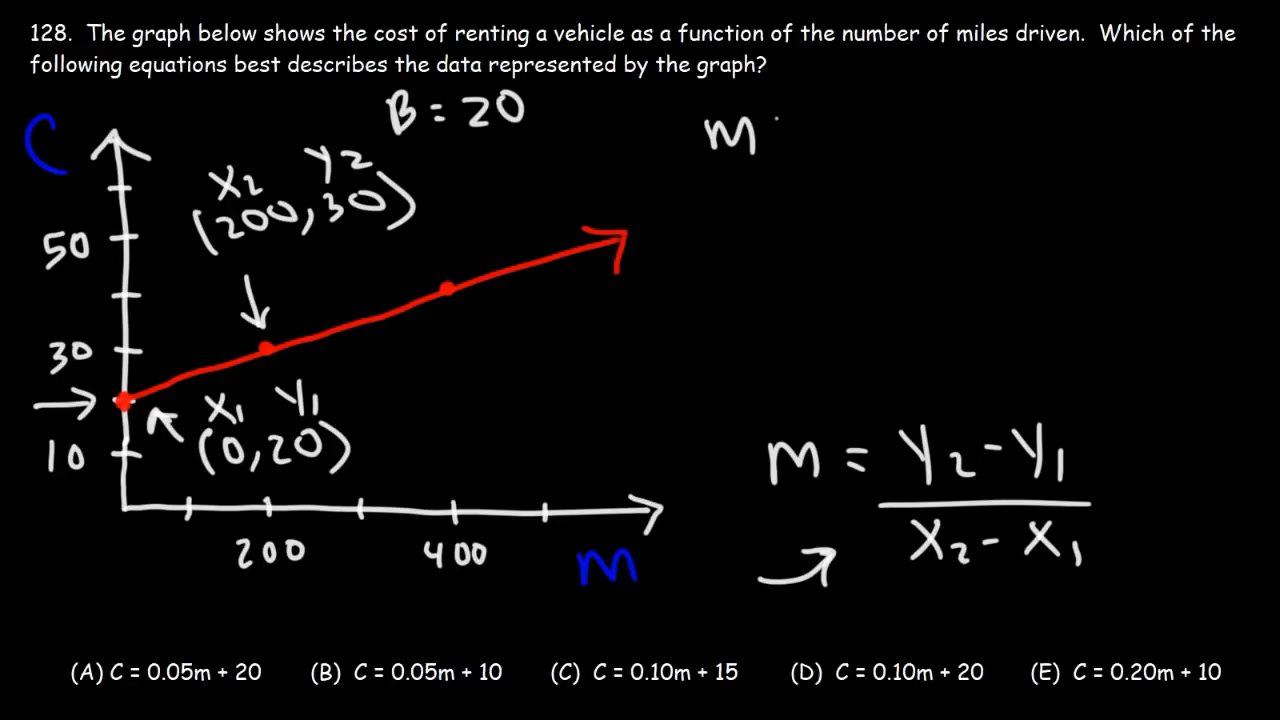 128. The graph below shows the cost of renting a vehicle as a function of the number of miles driven. Which of the
following equations best describes the data represented by the graph?
C
B = 20
m
X2 Y2
(200, 30)
50
30
X1 Y1
(0, 20)
10
200
400
m
m = Y2 - Y1
X2 - X1
(A) C = 0.05m + 20 (B) C = 0.05m + 10 (C) C = 0.10m + 15 (D) C = 0.10m + 20 (E) C = 0.20m + 10